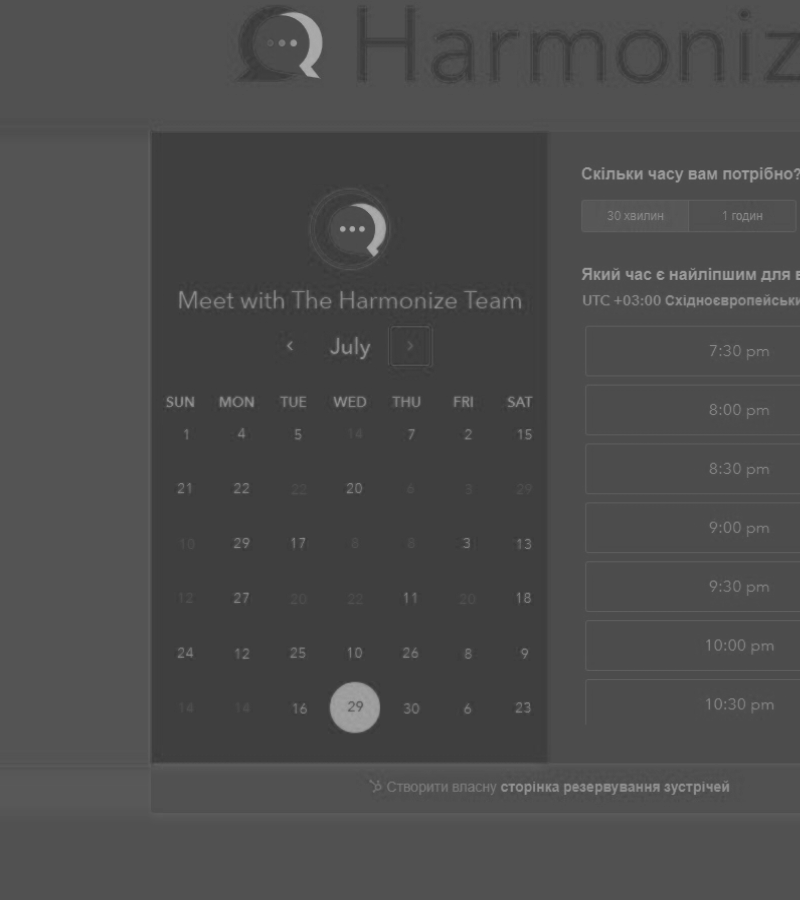 Harmoniz
Meet with The Harmonize Team
July
SUN MON TUE WED THU FRI SAT
1 4 5 14 7 2 15
21 22 22 20 6 3 29
18 29 17 8 8 3 13
12 27 20 22 11 20 18
24 12 25 10 26 8 9
14 14 16 29 30 6 23
Скільки часу вам потрібно?
30 хвилин 1 годин
Який час є найліпшим для в
UTC +03:00 Східноєвропейськи
7:30 pm
8:00 pm
8:30 pm
9:00 pm
9:30 pm
10:00 pm
10:30 pm
Створити власну сторінка резервування зустрічей